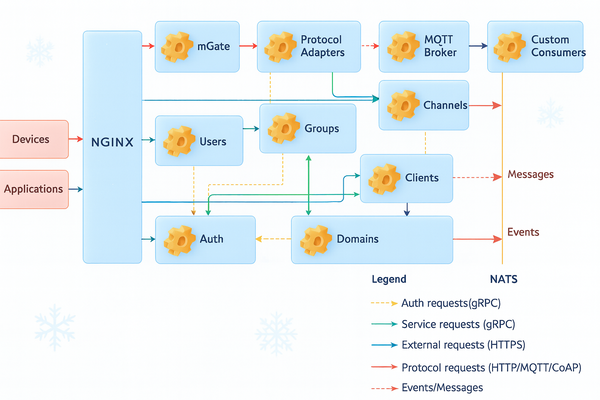 mGate
Protocol
Adapters
MQTT
Broker
Custom
Consumers
Channels
Devices
NGINX
Users
Groups
Applications
Clients
Messages
Auth
Domains
Events
Legend
NATS
Auth requests(gRPC)
Service requests (gRPC)
External requests (HTTPS)
Protocol requests (HTTP/MQTT/CoAP)
Events/Messages